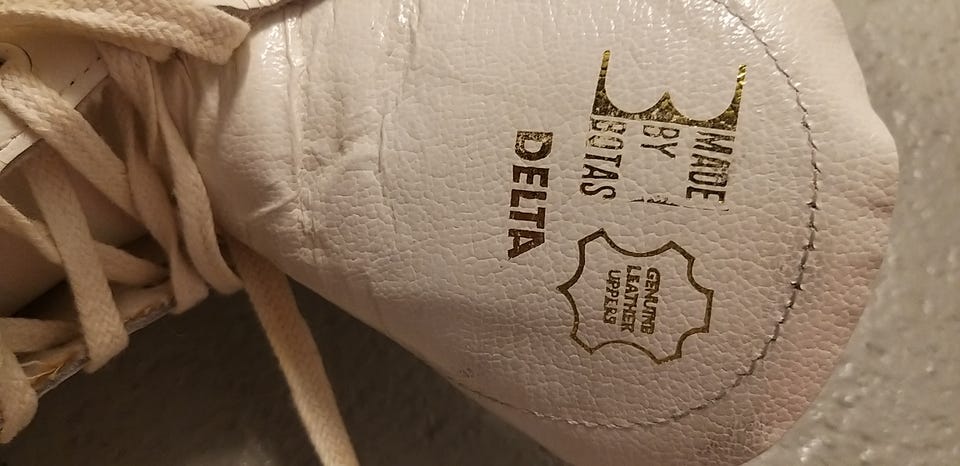 MADE
BY
BOTAS
DELTA
GENUINE
LEATHER
UPPERS